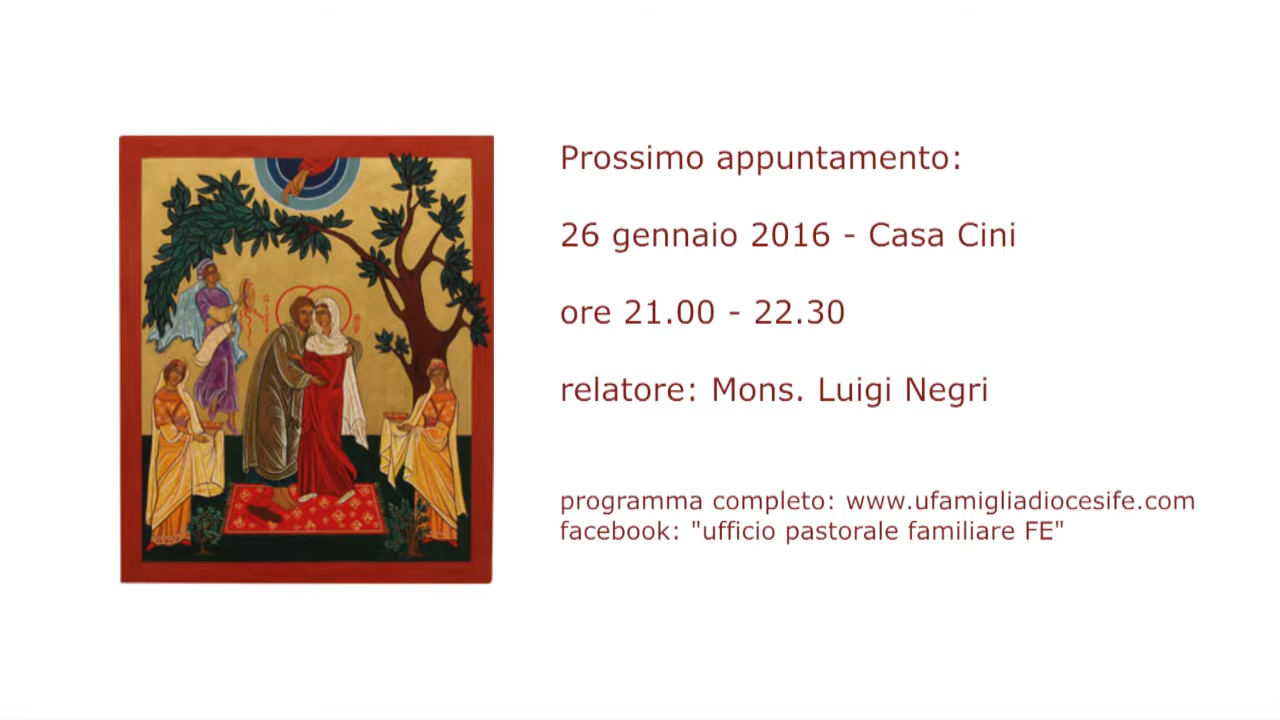 Prossimo appuntamento:
26 gennaio 2016 - Casa Cini
ore 21.00 - 22.30
relatore: Mons. Luigi Negri
programma completo: www.ufamigliadiocesife.com
facebook: "ufficio pastorale familiare FE"